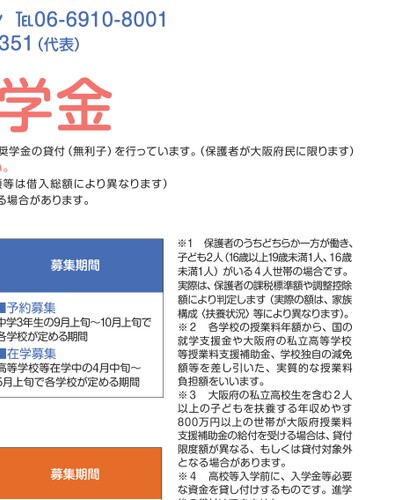 ℡06-6910-8001
351（代表）
学金
奨学金の貸付（無利子）を行っています。（保護者が大阪府民に限ります）
い。
等は借入総額により異なります）
る場合があります。
募集期間
■予約募集
中学3年生の9月上旬～10月上旬で
各学校が定める期間
■在学募集
高等学校等在学中の4月中旬～
5月上旬で各学校が定める期間
募集期間
※1　保護者のうちどちらか一方が働き、
子ども2人（16歳以上19歳未満1人、16歳
未満1人）がいる4人世帯の場合です。
実際は、保護者の課税標準額や調整控除
額により判定します（実際の額は、家族
構成（扶養状況）等により異なります）。
※2　各学校の授業料年額から、国の
就学支援金や大阪府の私立高等学校
等授業料支援補助金、学校独自の減免
額等を差し引いた、実質的な授業料
負担額をいいます。
※3　大阪府の私立高校生を含む2人
以上の子どもを扶養する年収めやす
800万円以上の世帯が大阪府授業料
支援補助金の給付を受ける場合は、貸付
限度額が異なる、もしくは貸付対象外
となる場合があります。
※4　高校等入学前に、入学金等必要
な資金を貸し付けするものです。進学